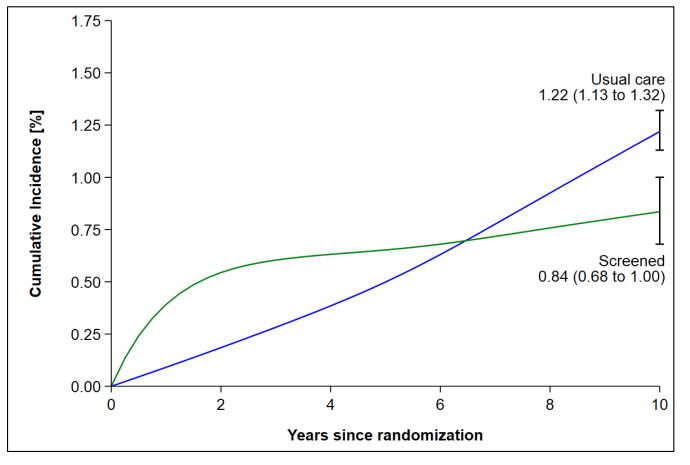 1.75
1.50
1.25
1.00
0.75
0.50
0.25
0.00
Cumulative Incidence [%]
Usual care
1.22 (1.13 to 1.32)
Screened
0.84 (0.68 to 1.00)
0 2 4 6 8 10
Years since randomization